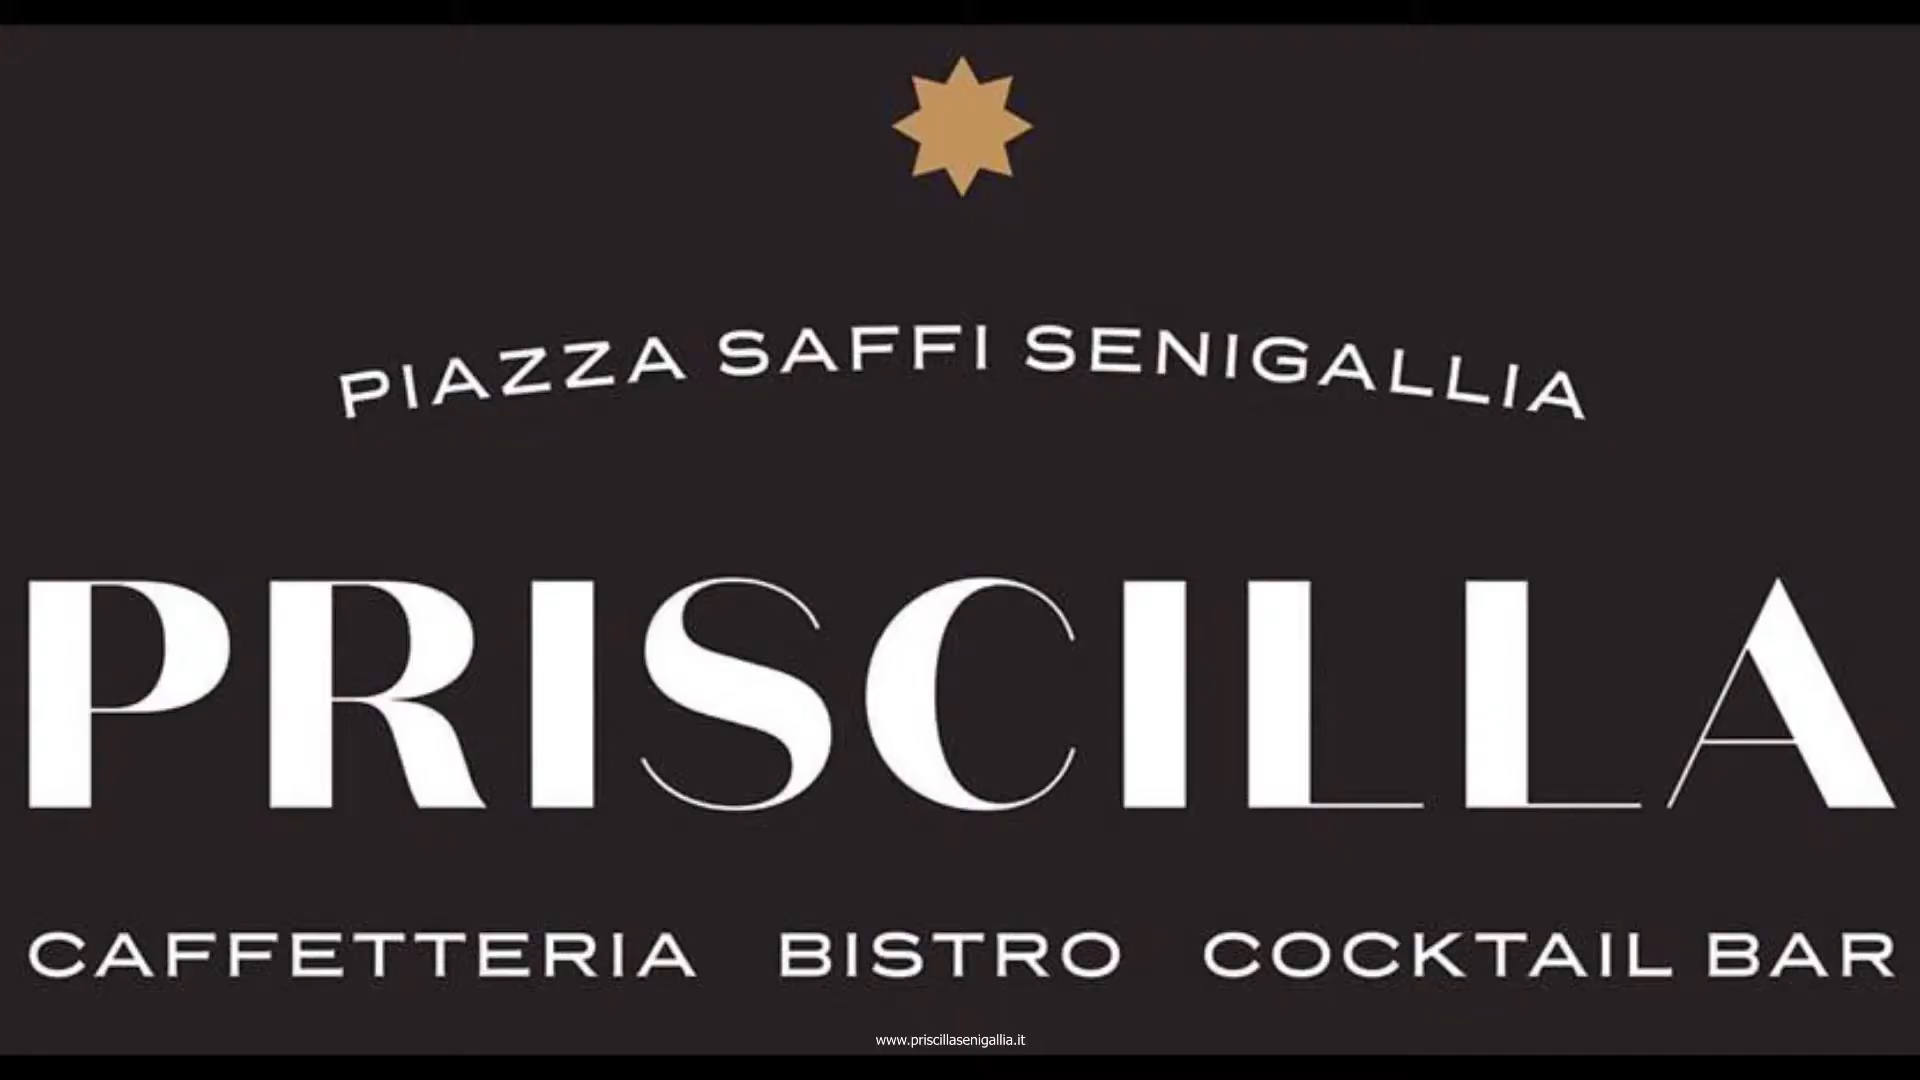 PIAZZA SAFFI SENIGALLIA
PRISCILLA
CAFFETTERIA BISTRO COCKTAIL BAR
www.priscillasenigallia.it